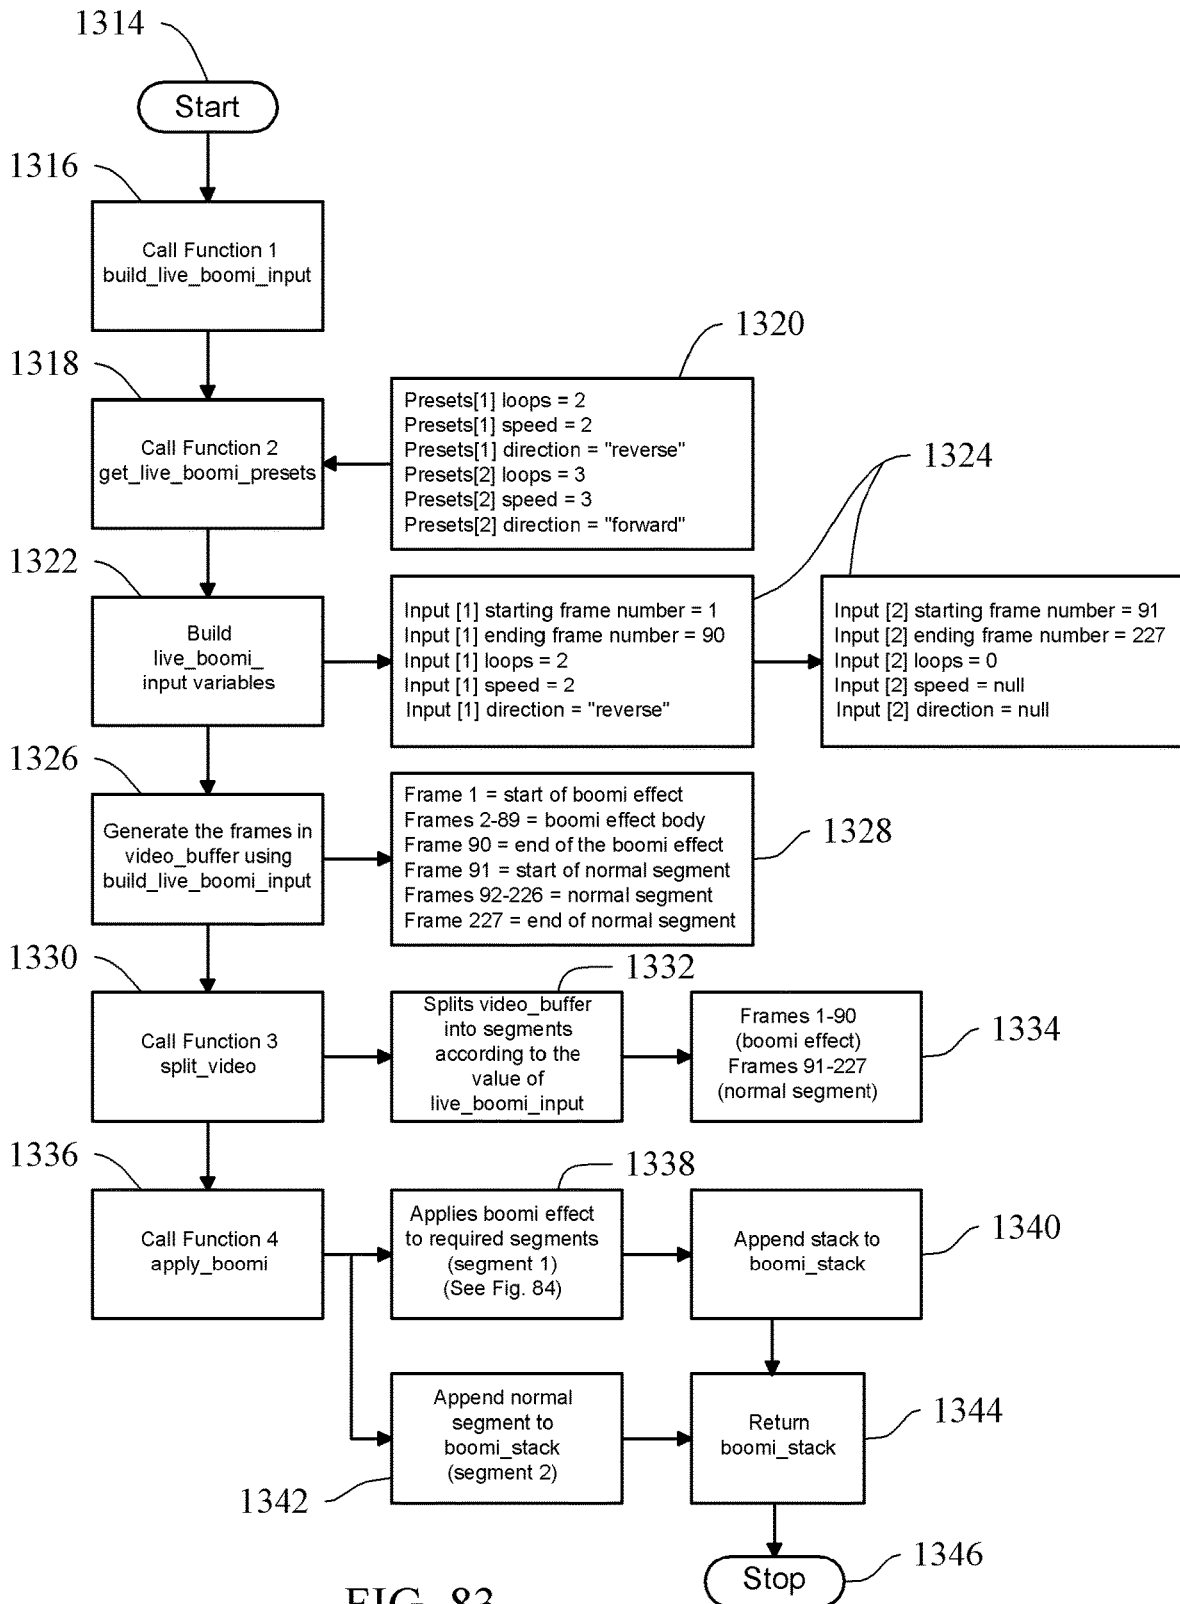 1314
Start
1316
Call Function 1
build_live_boomi_input
1318
Call Function 2
get_live_boomi_presets
1320
Presets[1] loops = 2
Presets[1] speed = 2
Presets[1] direction = "reverse"
Presets[2] loops = 3
Presets[2] speed = 3
Presets[2] direction = "forward"
1322
Build
live_boomi_
input variables
1324
Input [1] starting frame number = 1
Input [1] ending frame number = 90
Input [1] loops = 2
Input [1] speed = 2
Input [1] direction = "reverse"
Input [2] starting frame number = 91
Input [2] ending frame number = 227
Input [2] loops = 0
Input [2] speed = null
Input [2] direction = null
1326
Generate the frames in
video_buffer using
build_live_boomi_input
Frame 1 = start of boomi effect
Frames 2-89 = boomi effect body
Frame 90 = end of the boomi effect
Frame 91 = start of normal segment
Frames 92-226 = normal segment
Frame 227 = end of normal segment
1328
1330
Call Function 3
split_video
1332
Splits video_buffer
into segments
according to the
value of
live_boomi_input
Frames 1-90
(boomi effect)
Frames 91-227
(normal segment)
1334
1336
Call Function 4
apply_boomi
1338
Applies boomi effect
to required segments
(segment 1)
(See Fig. 84)
Append stack to
boomi_stack
1340
Append normal
segment to
boomi_stack
(segment 2)
1342
Return
boomi_stack
1344
Stop
1346
FIG. 83